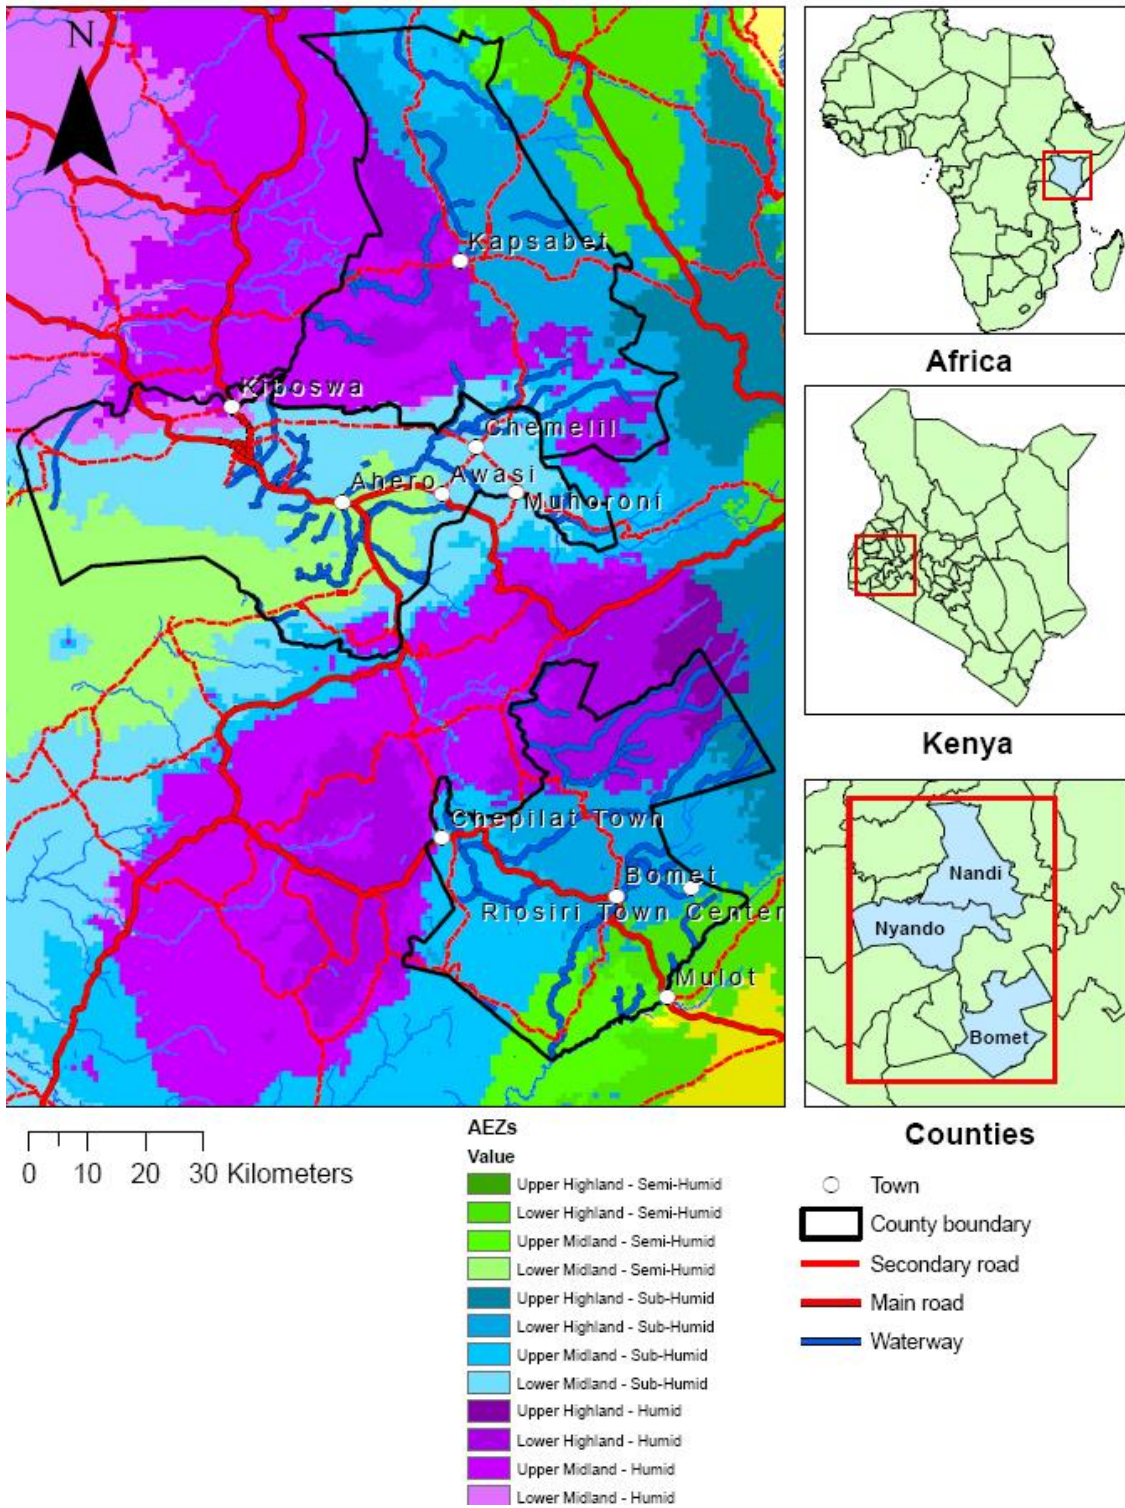 N
Kapsabet
Kiboswa
Chemelil
Ahero
Awasi
Muhoroni
Chepilat Town
Bomet
Riosiri Town Center
Mulot
Africa
Kenya
Nandi
Nyando
Bomet
Counties
0 10 20 30 Kilometers
AEZs
Value
Upper Highland - Semi-Humid
Lower Highland - Semi-Humid
Upper Midland - Semi-Humid
Lower Midland - Semi-Humid
Upper Highland - Sub-Humid
Lower Highland - Sub-Humid
Upper Midland - Sub-Humid
Lower Midland - Sub-Humid
Upper Highland - Humid
Lower Highland - Humid
Upper Midland - Humid
Lower Midland - Humid
Town
County boundary
Secondary road
Main road
Waterway